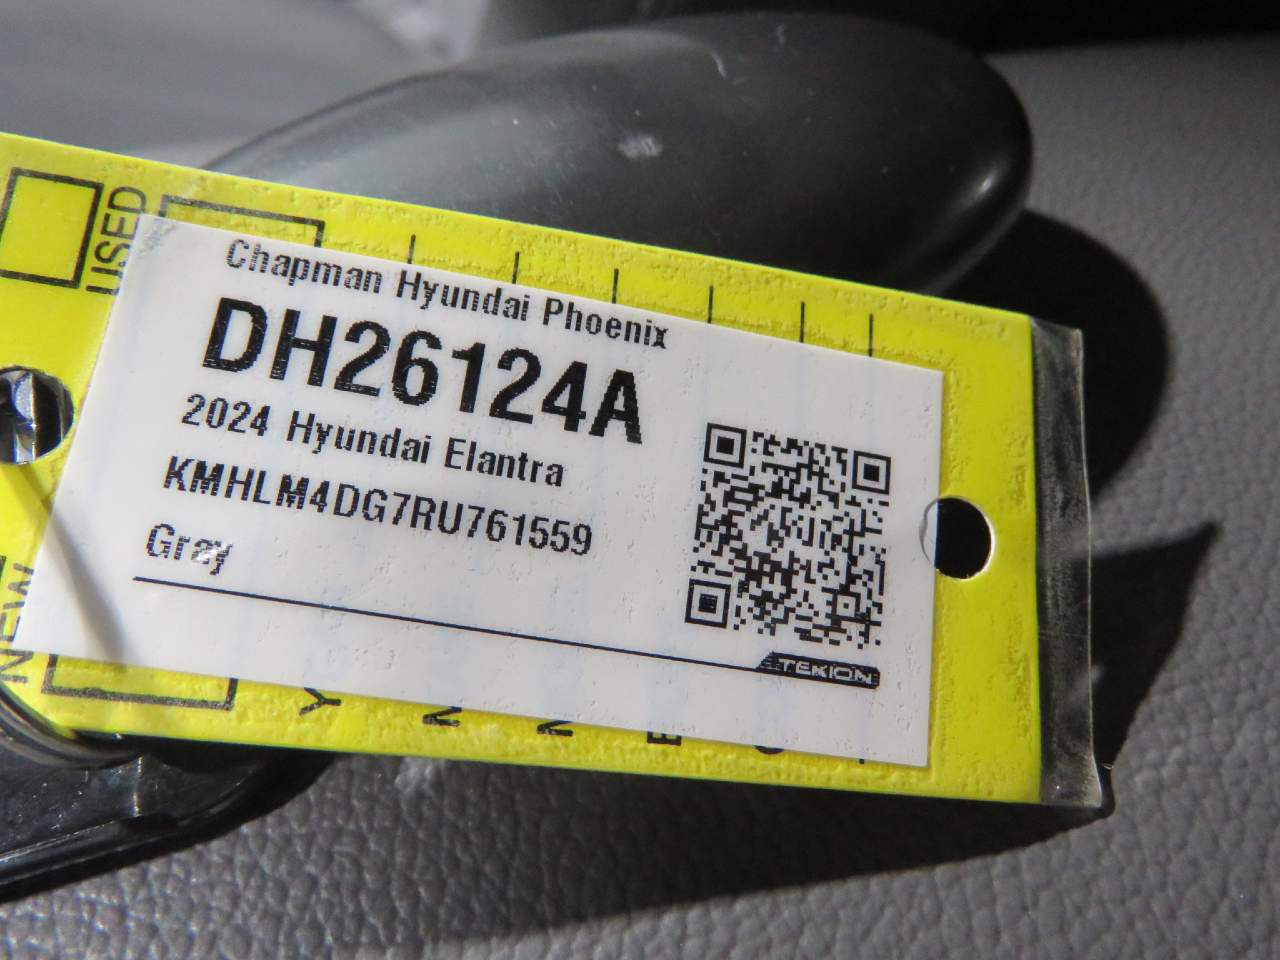 USED
Chapman Hyundai Phoenix
DH26124A
2024 Hyundai Elantra
KMHLM4DG7RU761559
Gray
TEKION
NEW